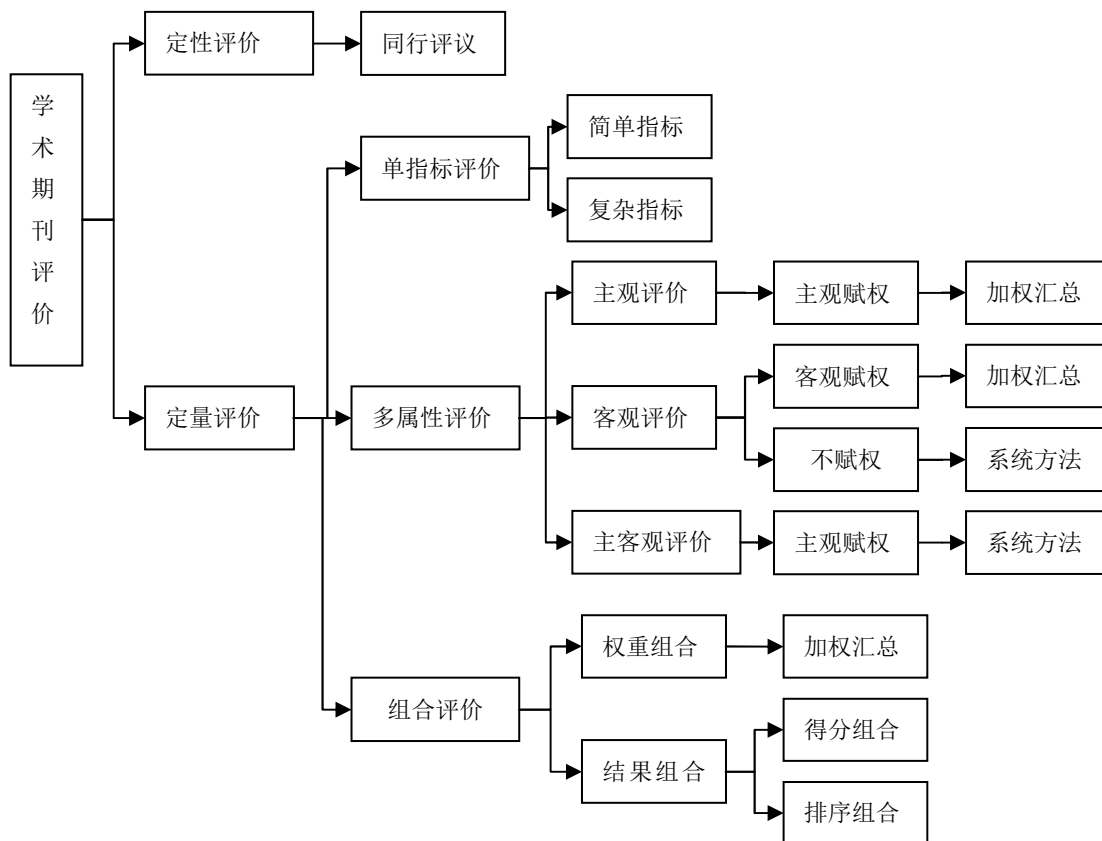 学术期刊评价
定性评价
同行评议
定量评价
单指标评价
简单指标
复杂指标
多属性评价
主观评价
主观赋权
加权汇总
客观评价
客观赋权
加权汇总
不赋权
系统方法
主客观评价
主观赋权
系统方法
组合评价
权重组合
加权汇总
结果组合
得分组合
排序组合